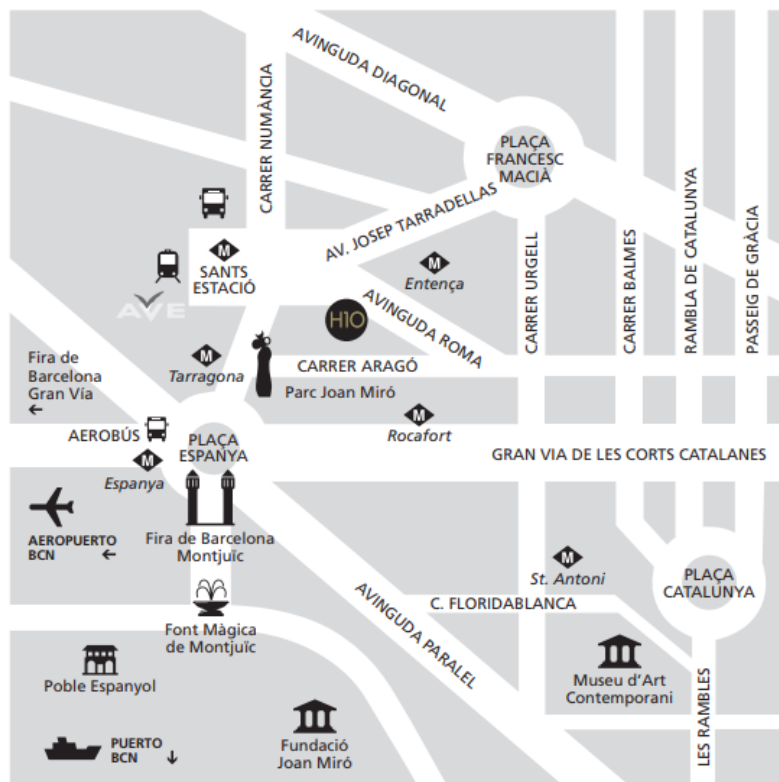 AVINGUDA DIAGONAL
CARRER NUMÀNCIA
PLAÇA
FRANCESC
MACIÀ
AV. JOSEP TARRADELLAS
CARRER URGELL
CARRER BALMES
RAMBLA DE CATALUNYA
PASSEIG DE GRÀCIA
M
SANTS
ESTACIÓ
AVE
M
Entença
H10
AVINGUDA ROMA
M
Tarragona
CARRER ARAGÓ
Parc Joan Miró
Fira de
Barcelona
Gran Vía
←
AEROBÚS
M
Rocafort
PLAÇA
ESPANYA
M
Espanya
GRAN VIA DE LES CORTS CATALANES
AEROPUERTO
BCN ←
Fira de Barcelona
Montjuïc
M
St. Antoni
PLAÇA
CATALUNYA
C. FLORIDABLANCA
AVINGUDA PARALEL
Font Màgica
de Montjuïc
Poble Espanyol
Museu d'Art
Contemporani
LES RAMBLES
PUERTO
BCN ↓
Fundació
Joan Miró